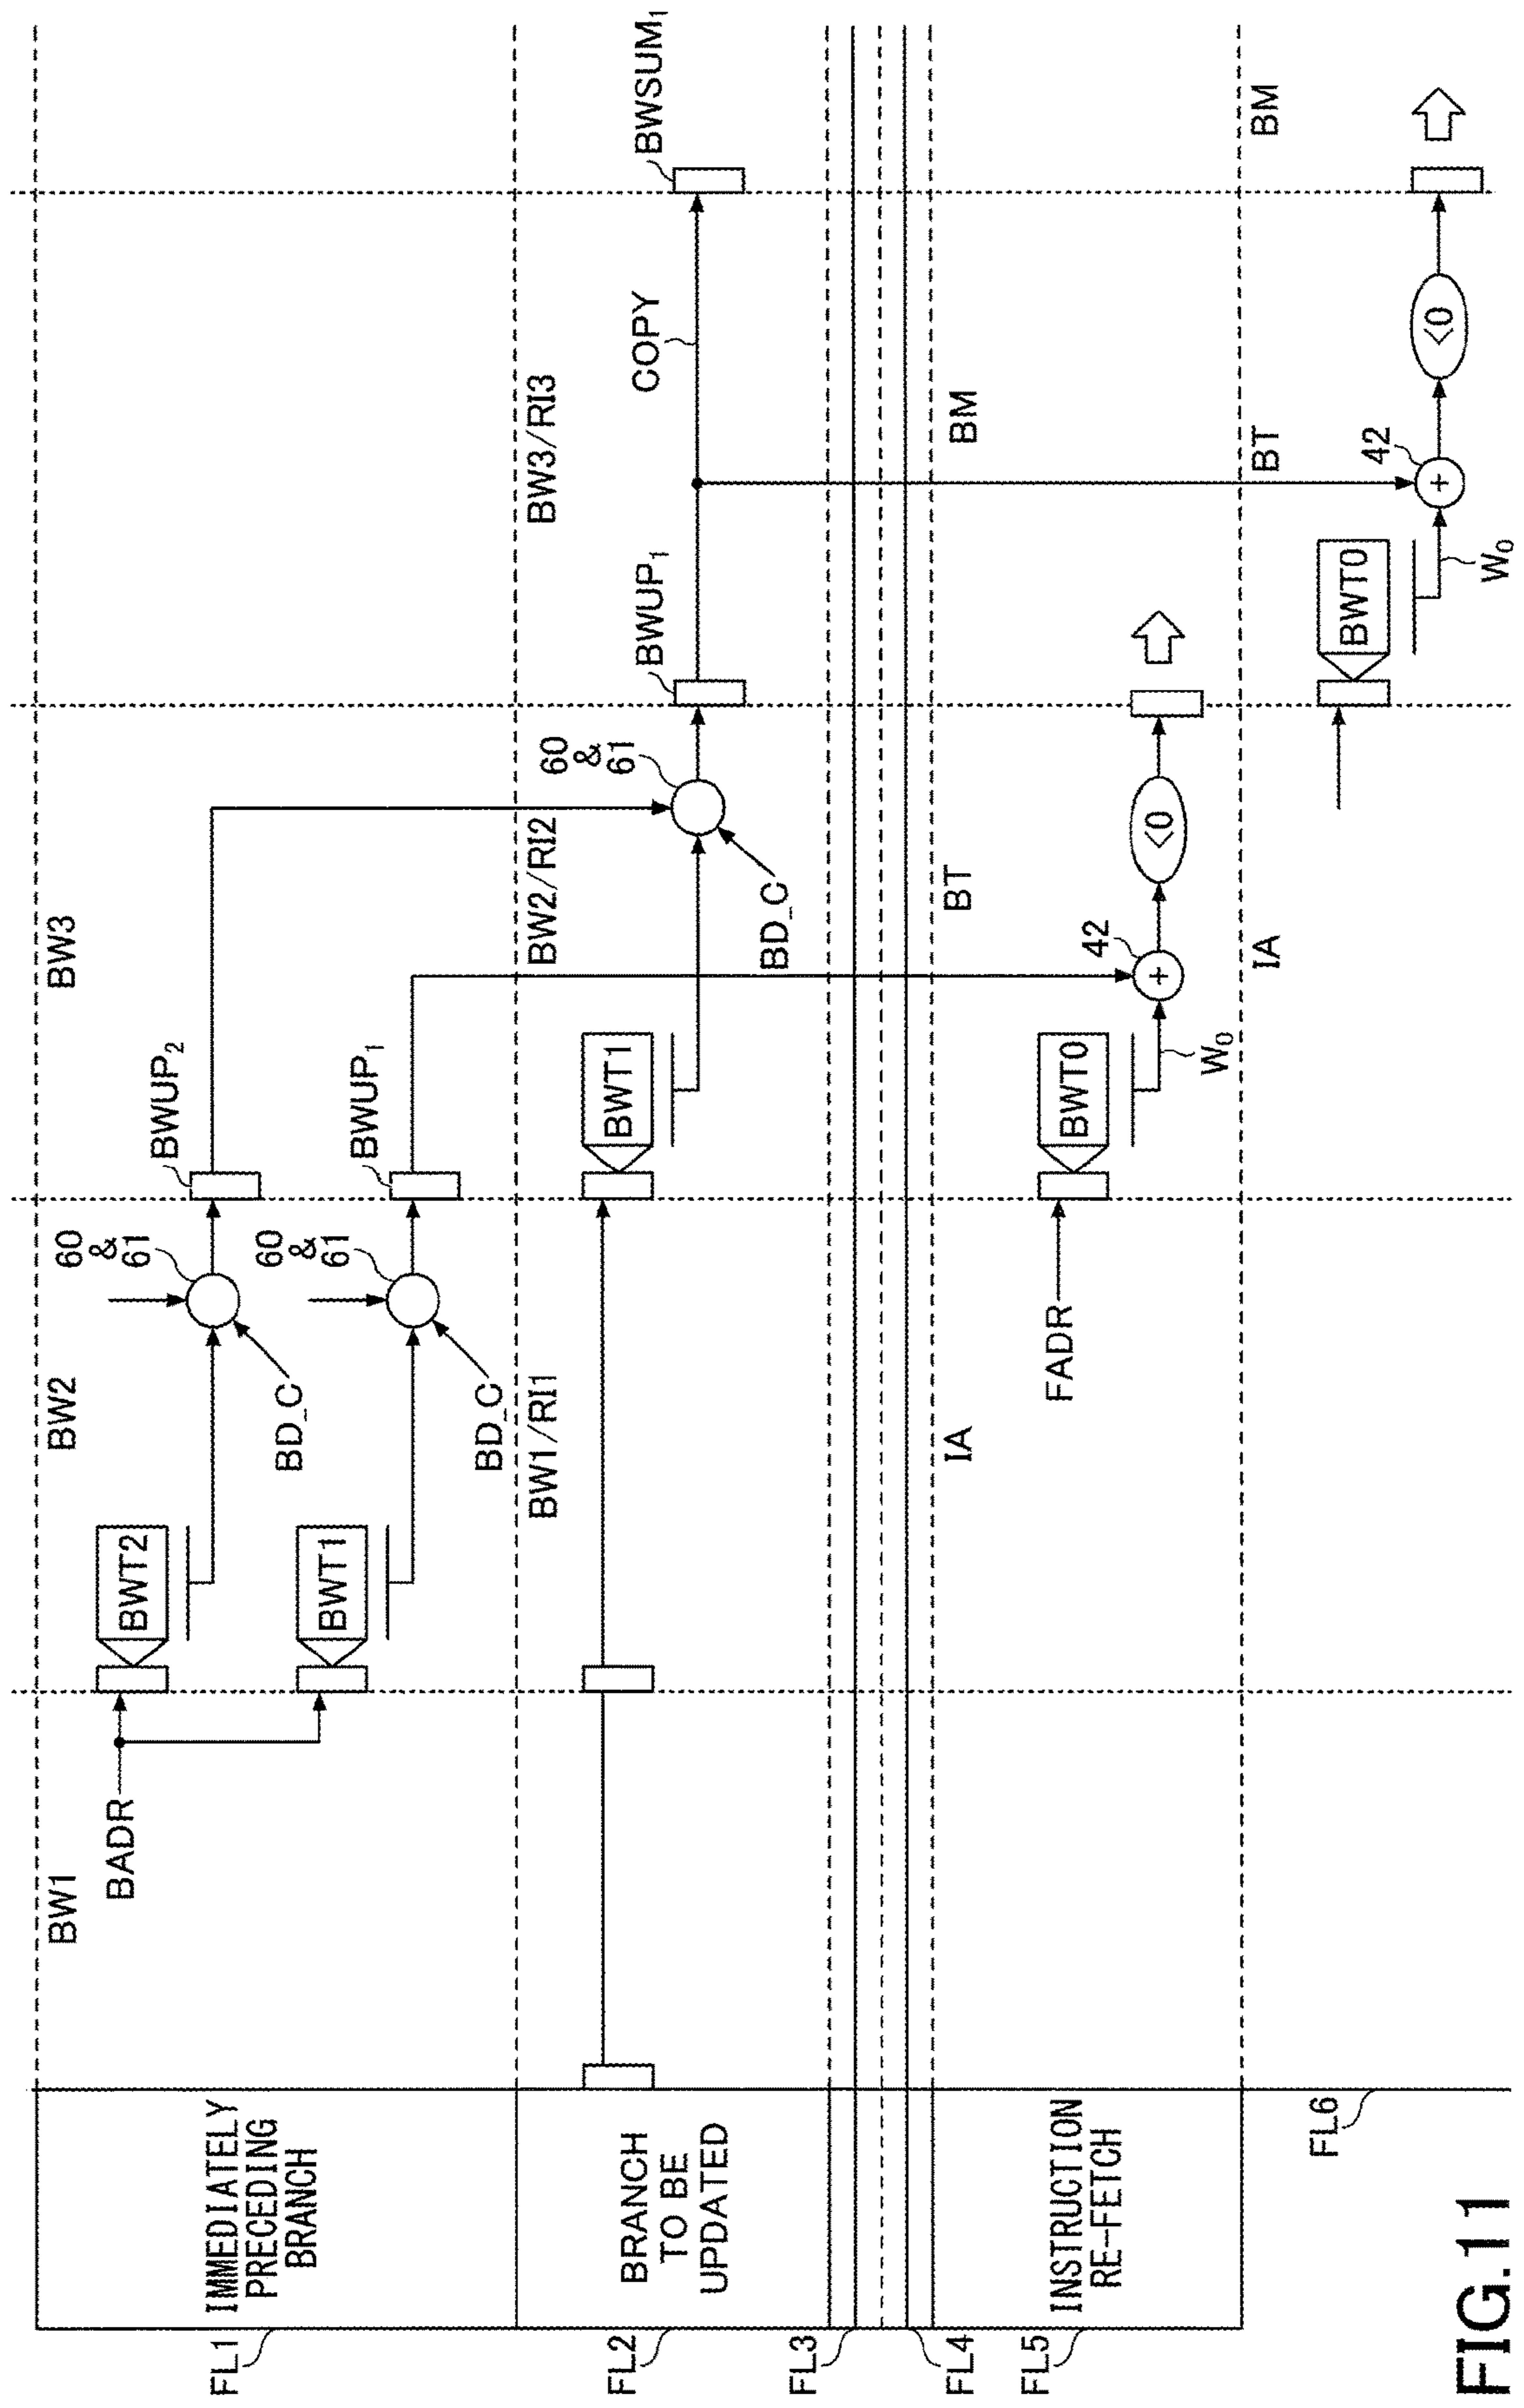 IMMEDIATELY
PRECEDING
BRANCH
FL1
BW1
BW2
BW3
BADR
BWT2
BWT1
60
&
61
BD_C
60
&
61
BD_C
BWUP2
BWUP1
BRANCH
TO BE
UPDATED
FL2
BW1/RI1
BW2/RI2
BW3/RI3
BWT1
60
&
61
BD_C
BWUP1
COPY
BWSUM1
FL3
FL4
INSTRUCTION
RE-FETCH
FL5
IA
BT
BM
FADR
BWT0
W0
42
+
<0
FL6
IA
BT
BM
BWT0
W0
42
+
<0
FIG.11